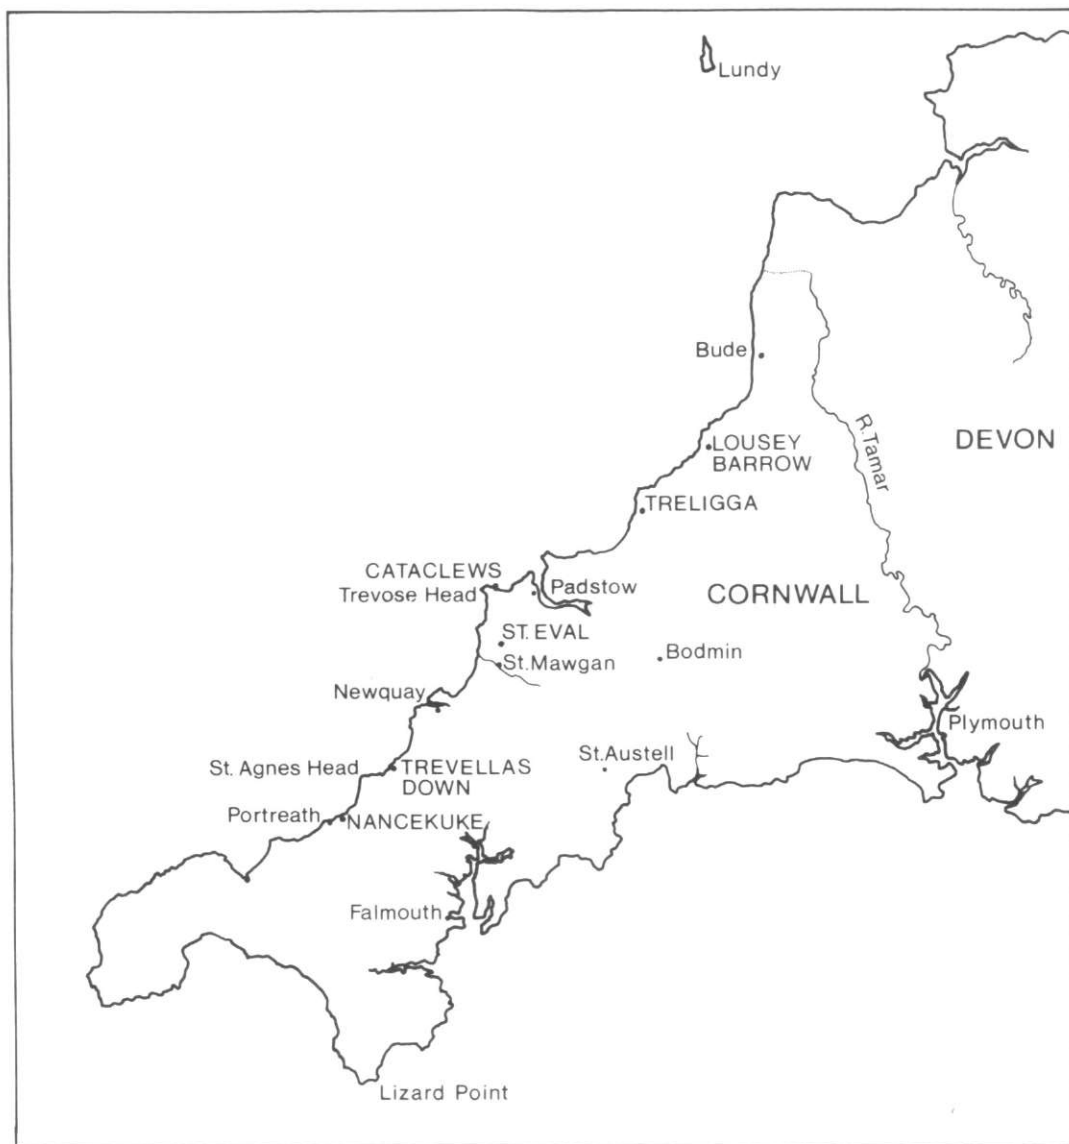 Lundy
Bude
R.Tamar
DEVON
LOUSEY
BARROW
TRELIGGA
CATACLEWS
Trevose Head
Padstow
CORNWALL
ST. EVAL
St.Mawgan
Bodmin
Newquay
Plymouth
St.Austell
St. Agnes Head
TREVELLAS
DOWN
Portreath
NANCEKUKE
Falmouth
Lizard Point